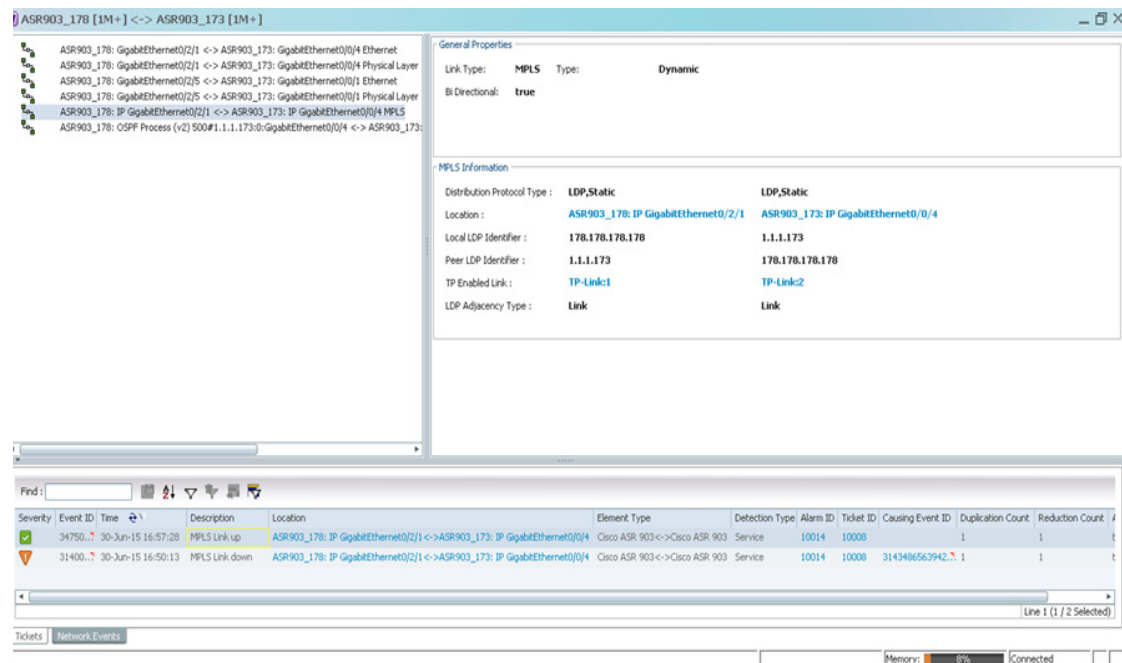 ASR903_178 [1M+] <-> ASR903_173 [1M+]
ASR903_178: GigabitEthernet0/2/1 <-> ASR903_173: GigabitEthernet0/0/4 Ethernet
ASR903_178: GigabitEthernet0/2/1 <-> ASR903_173: GigabitEthernet0/0/4 Physical Layer
ASR903_178: GigabitEthernet0/2/5 <-> ASR903_173: GigabitEthernet0/0/1 Ethernet
ASR903_178: GigabitEthernet0/2/5 <-> ASR903_173: GigabitEthernet0/0/1 Physical Layer
ASR903_178: IP GigabitEthernet0/2/1 <-> ASR903_173: IP GigabitEthernet0/0/4 MPLS
ASR903_178: OSPF Process (v2) 500#1.1.1.173:0:GigabitEthernet0/0/4 <-> ASR903_173:
General Properties
Link Type: MPLS Type: Dynamic
Bi Directional: true
MPLS Information
Distribution Protocol Type : LDP,Static LDP,Static
Location : ASR903_178: IP GigabitEthernet0/2/1 ASR903_173: IP GigabitEthernet0/0/4
Local LDP Identifier : 178.178.178.178 1.1.1.173
Peer LDP Identifier : 1.1.1.173 178.178.178.178
TP Enabled Link : TP-Link:1 TP-Link:2
LDP Adjacency Type : Link Link
Find :
Severity Event ID Time Description Location Element Type Detection Type Alarm ID Ticket ID Causing Event ID Duplication Count Reduction Count
34750... 30-Jun-15 16:57:28 MPLS Link up ASR903_178: IP GigabitEthernet0/2/1<->ASR903_173: IP GigabitEthernet0/0/4 Cisco ASR 903<->Cisco ASR 903 Service 10014 10008 1 1
31400... 30-Jun-15 16:50:13 MPLS Link down ASR903_178: IP GigabitEthernet0/2/1<->ASR903_173: IP GigabitEthernet0/0/4 Cisco ASR 903<->Cisco ASR 903 Service 10014 10008 3143486563942... 1 1
Line 1 (1 / 2 Selected)
Tickets Network Events
Memory: 8% Connected